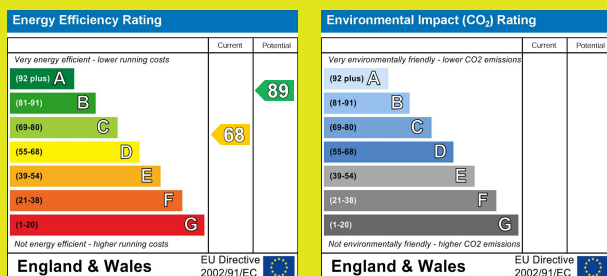 Energy Efficiency Rating
Current Potential
Very energy efficient - lower running costs
(92 plus) A
(81-91) B
(69-80) C
(55-68) D
(39-54) E
(21-38) F
(1-20) G
89
68
Not energy efficient - higher running costs
England & Wales
EU Directive
2002/91/EC
Environmental Impact (CO₂) Rating
Current Potential
Very environmentally friendly - lower CO2 emissions
(92 plus) A
(81-91) B
(69-80) C
(55-68) D
(39-54) E
(21-38) F
(1-20) G
Not environmentally friendly - higher CO2 emissions
England & Wales
EU Directive
2002/91/EC